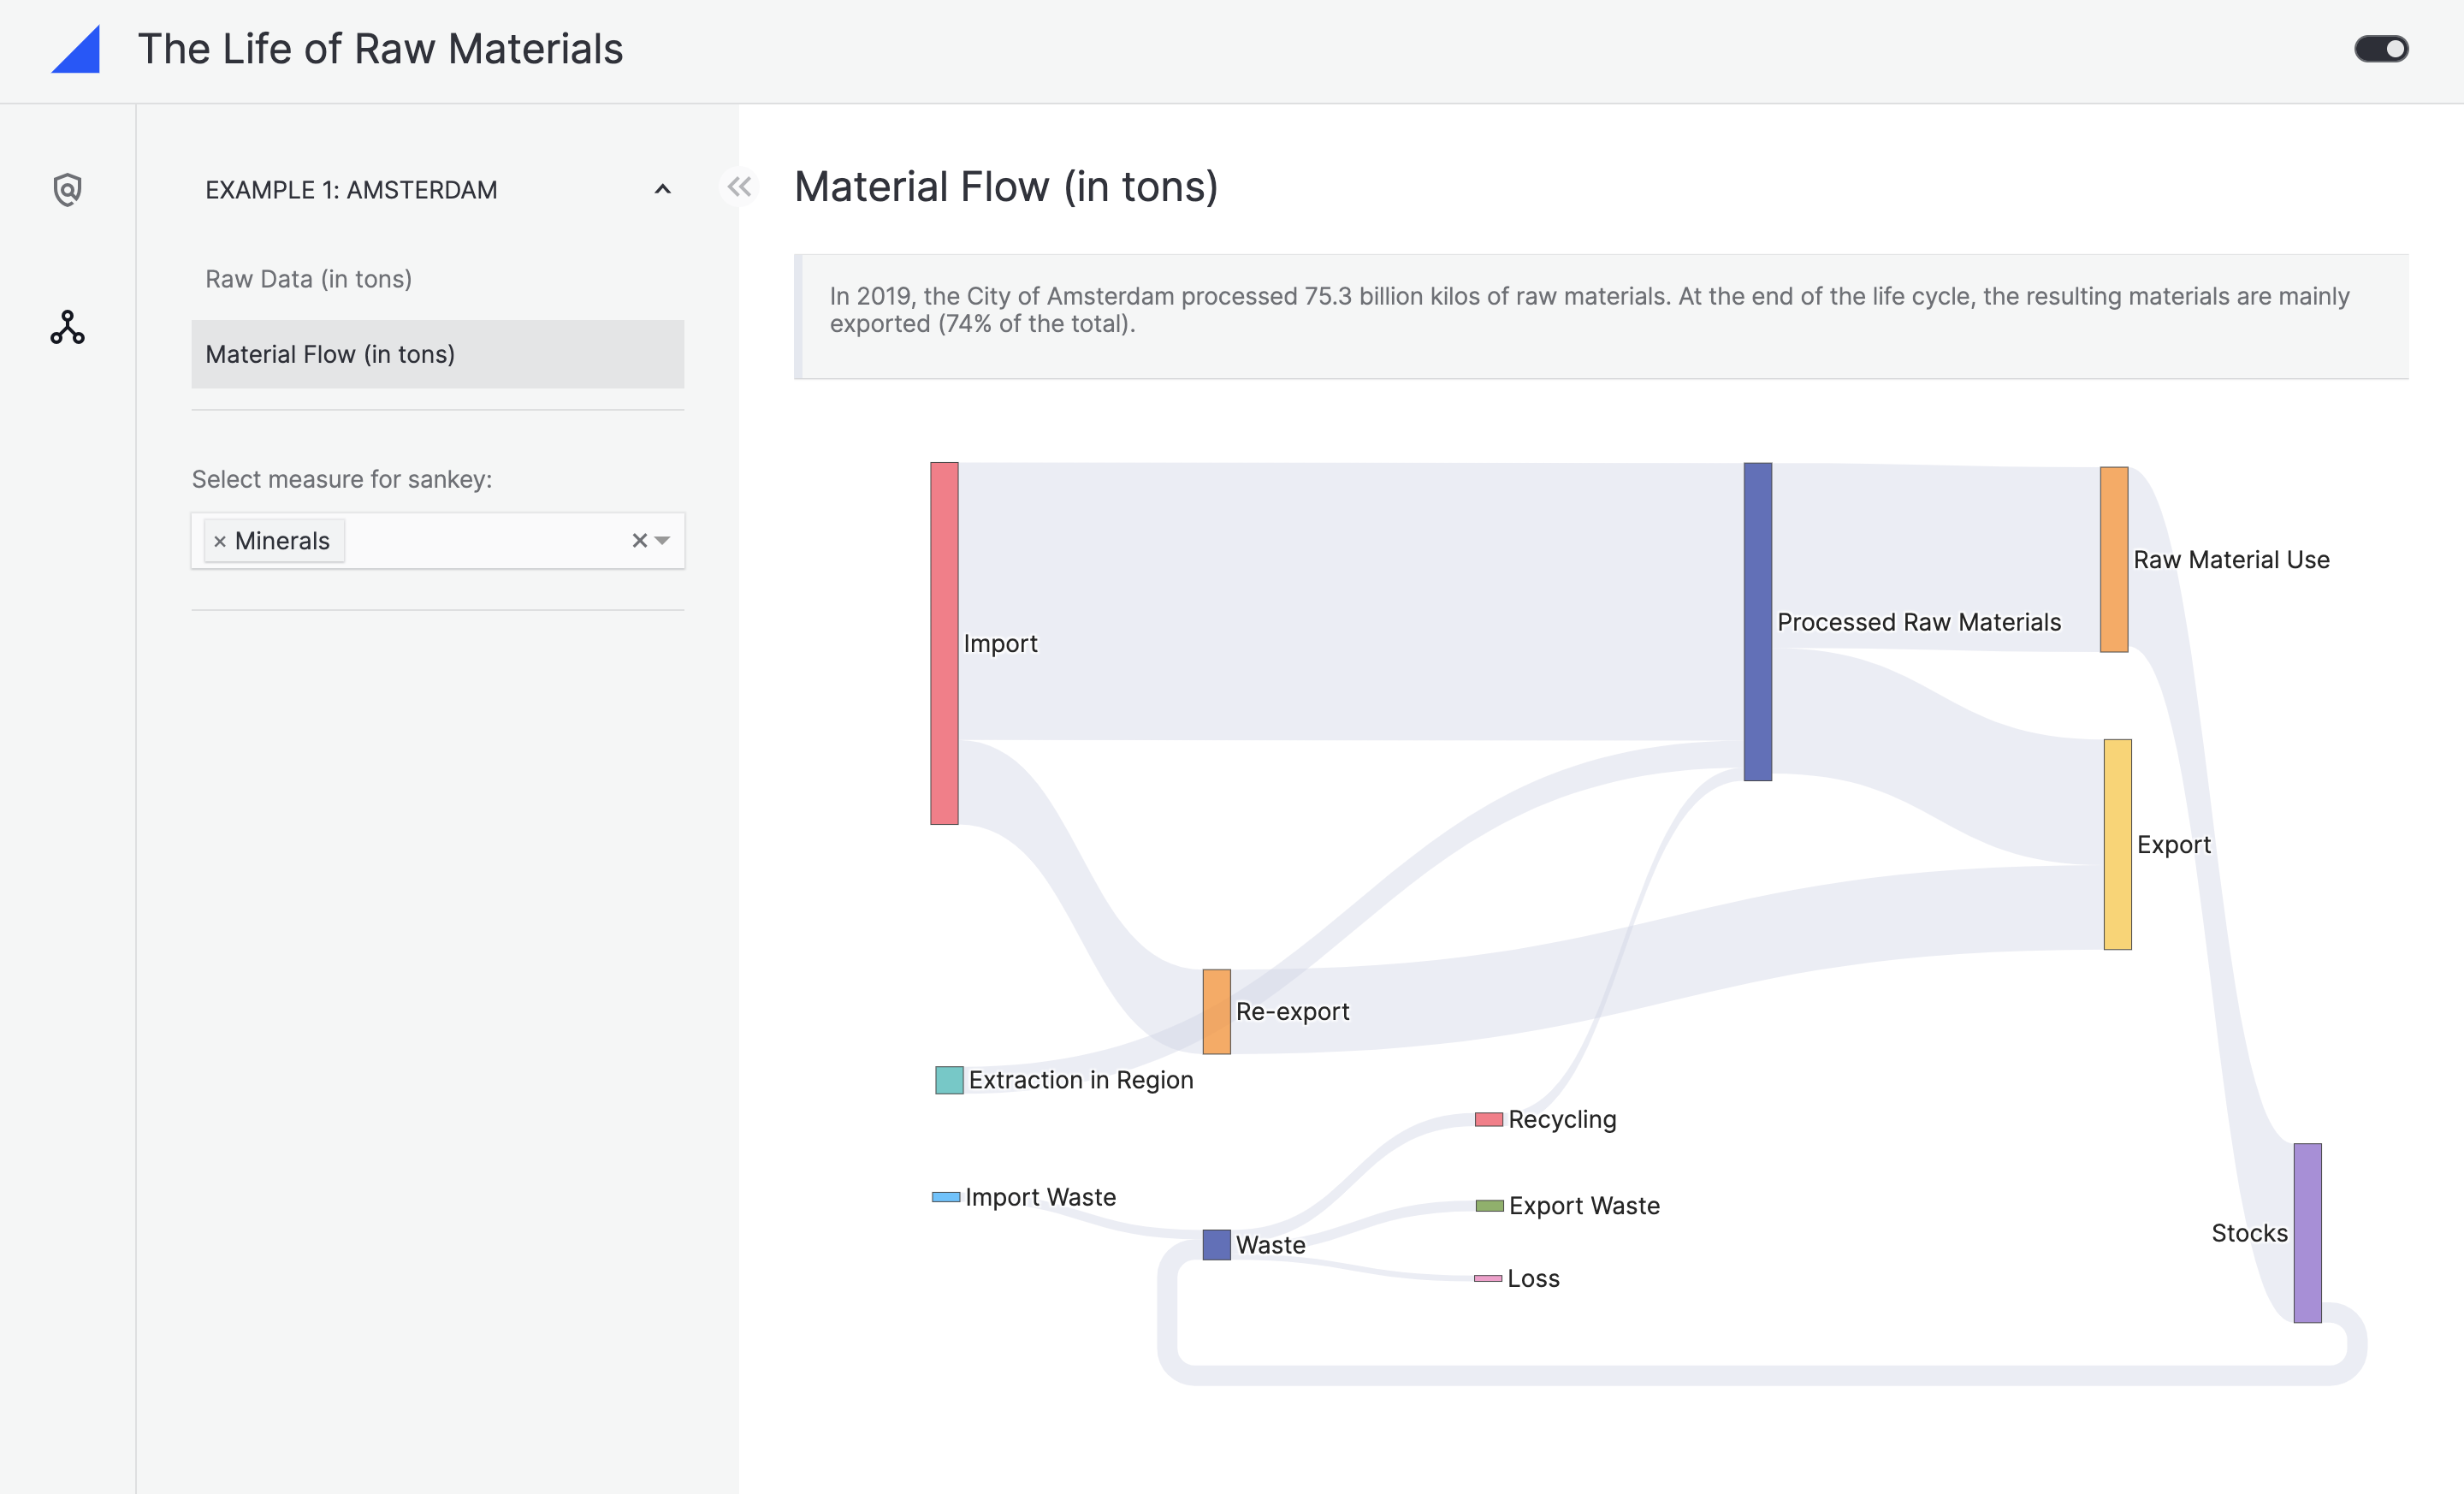 The Life of Raw Materials
EXAMPLE 1: AMSTERDAM
Raw Data (in tons)
Material Flow (in tons)
Select measure for sankey:
× Minerals
Material Flow (in tons)
In 2019, the City of Amsterdam processed 75.3 billion kilos of raw materials. At the end of the life cycle, the resulting materials are mainly
exported (74% of the total).
Raw Material Use
Processed Raw Materials
Import
Export
Re-export
Extraction in Region
Recycling
Import Waste
Export Waste
Stocks
Waste
Loss